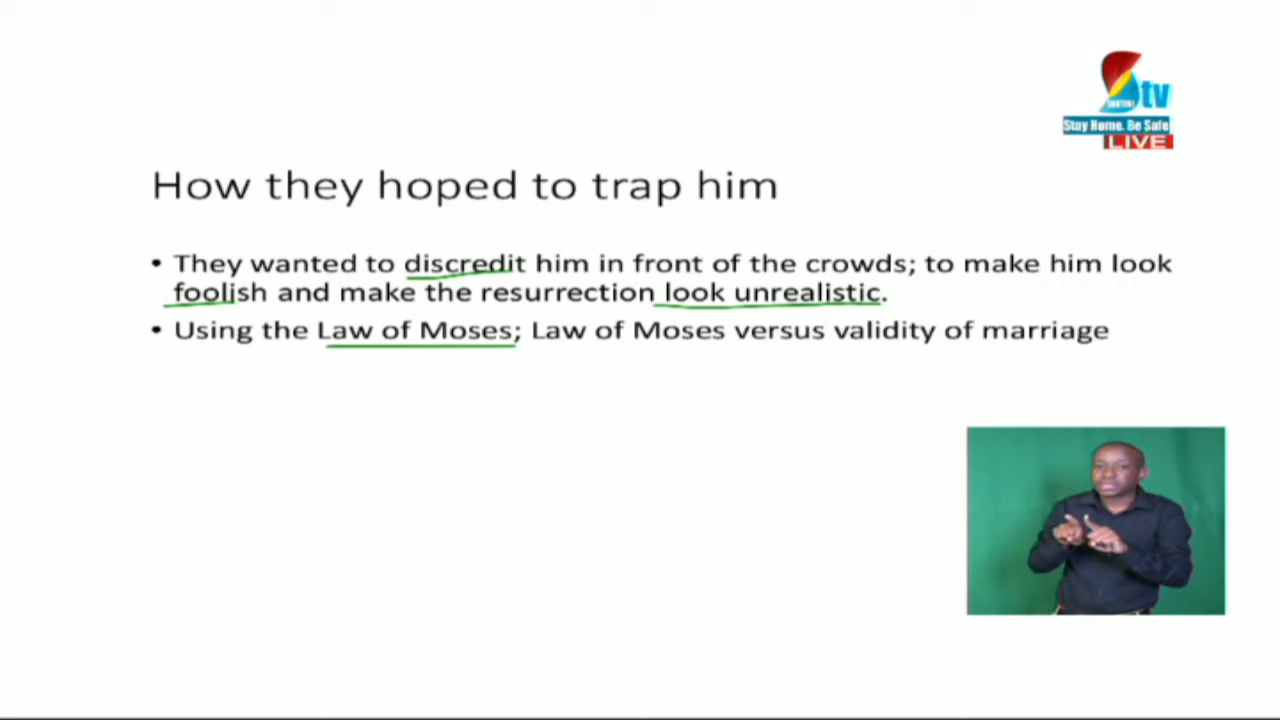 tv
Stay Home. Be Safe
LIVE
How they hoped to trap him
• They wanted to discredit him in front of the crowds; to make him look
foolish and make the resurrection look unrealistic.
• Using the Law of Moses; Law of Moses versus validity of marriage